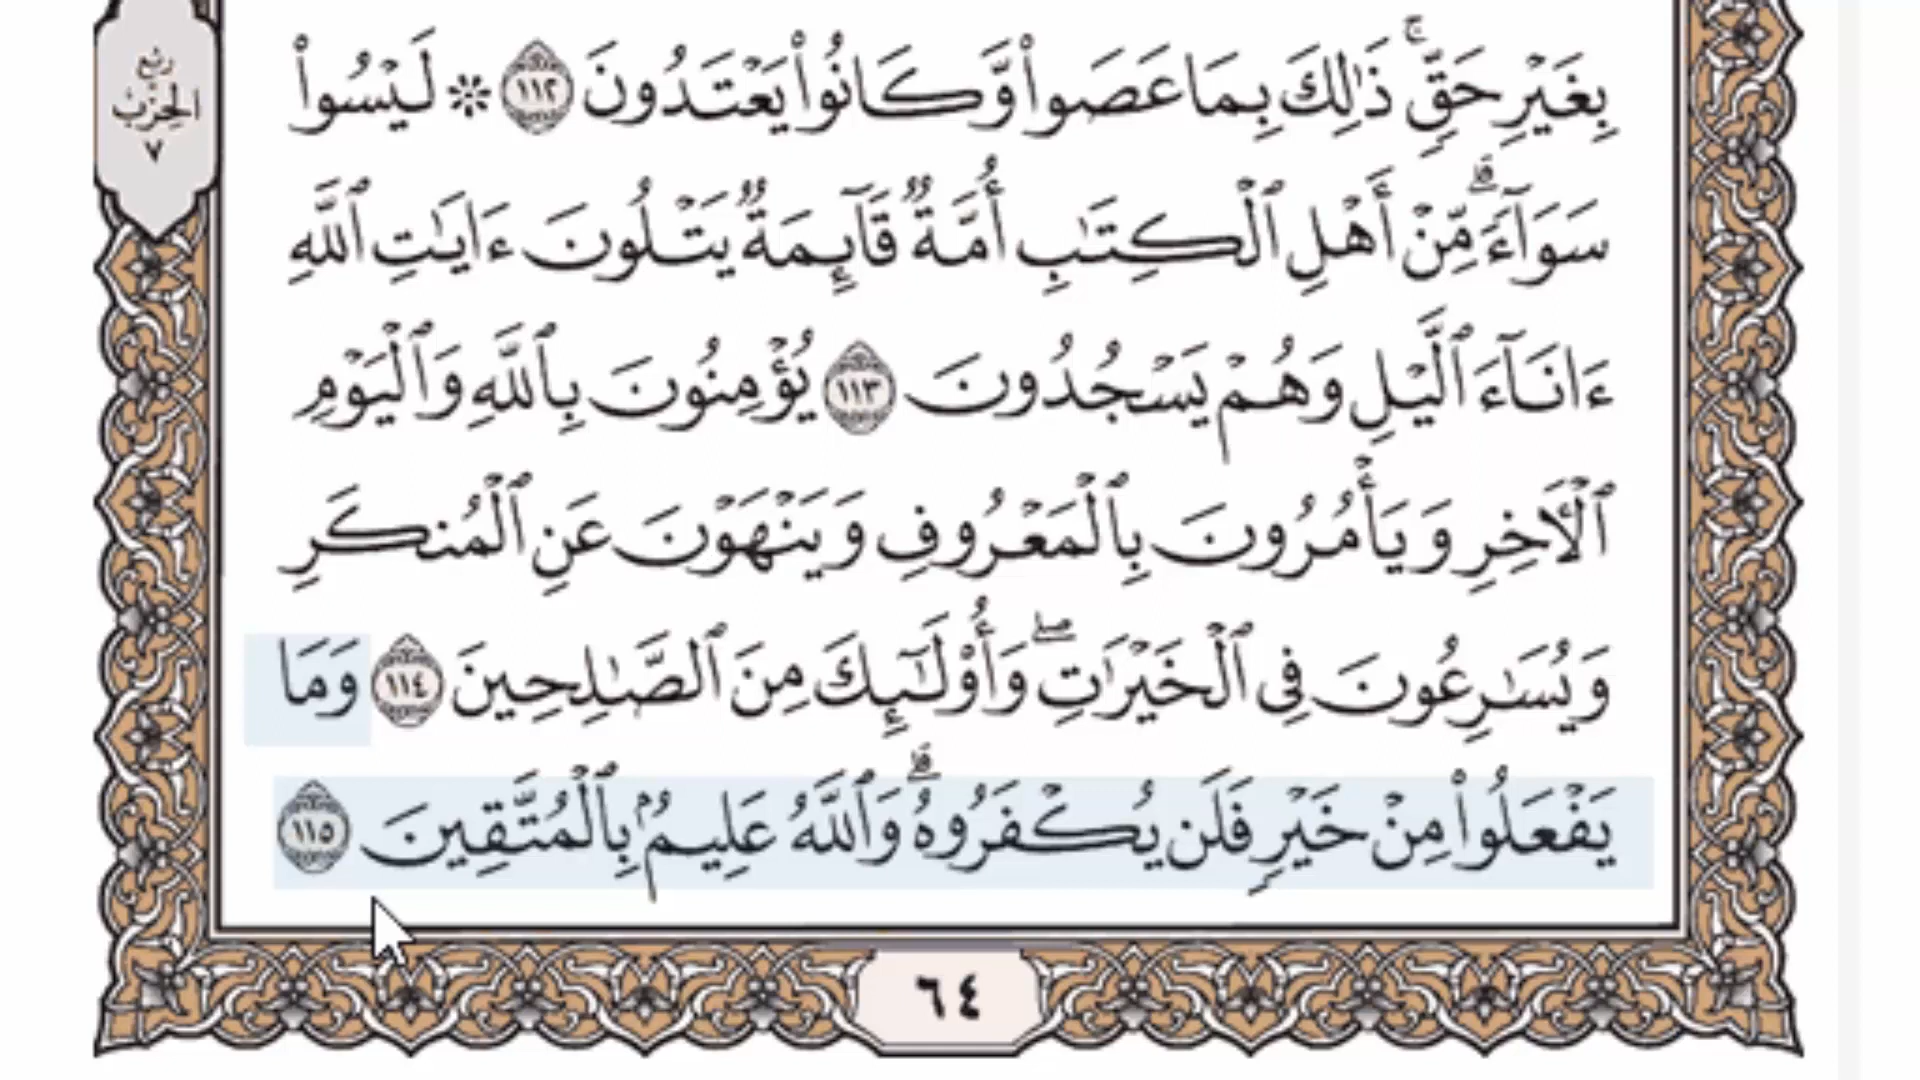 ربع
الحزب
٧
بِغَيْرِ حَقٍّۚ ذَٰلِكَ بِمَا عَصَوا۟ وَّكَانُوا۟ يَعْتَدُونَ ١١٢ ۞ لَيْسُوا۟
سَوَآءًۗ مِّنْ أَهْلِ ٱلْكِتَٰبِ أُمَّةٌ قَآئِمَةٌ يَتْلُونَ ءَايَٰتِ ٱللَّهِ
ءَانَآءَ ٱلَّيْلِ وَهُمْ يَسْجُدُونَ ١١٣ يُؤْمِنُونَ بِٱللَّهِ وَٱلْيَوْمِ
ٱلْـَٔاخِرِ وَيَأْمُرُونَ بِٱلْمَعْرُوفِ وَيَنْهَوْنَ عَنِ ٱلْمُنكَرِ
وَيُسَٰرِعُونَ فِى ٱلْخَيْرَٰتِۖ وَأُو۟لَٰٓئِكَ مِنَ ٱلصَّٰلِحِينَ ١١٤ وَمَا
يَفْعَلُوا۟ مِنْ خَيْرٍ فَلَن يُكْفَرُوهُۗ وَٱللَّهُ عَلِيمٌۢ بِٱلْمُتَّقِينَ ١١٥
٦٤